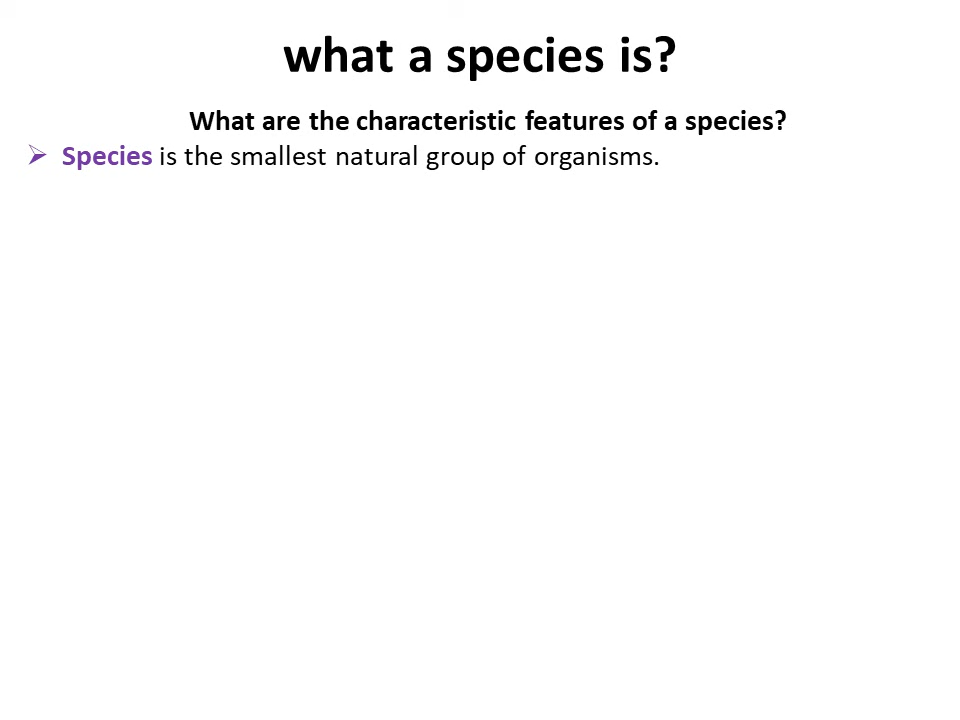 what a species is?
What are the characteristic features of a species?
➢ Species is the smallest natural group of organisms.